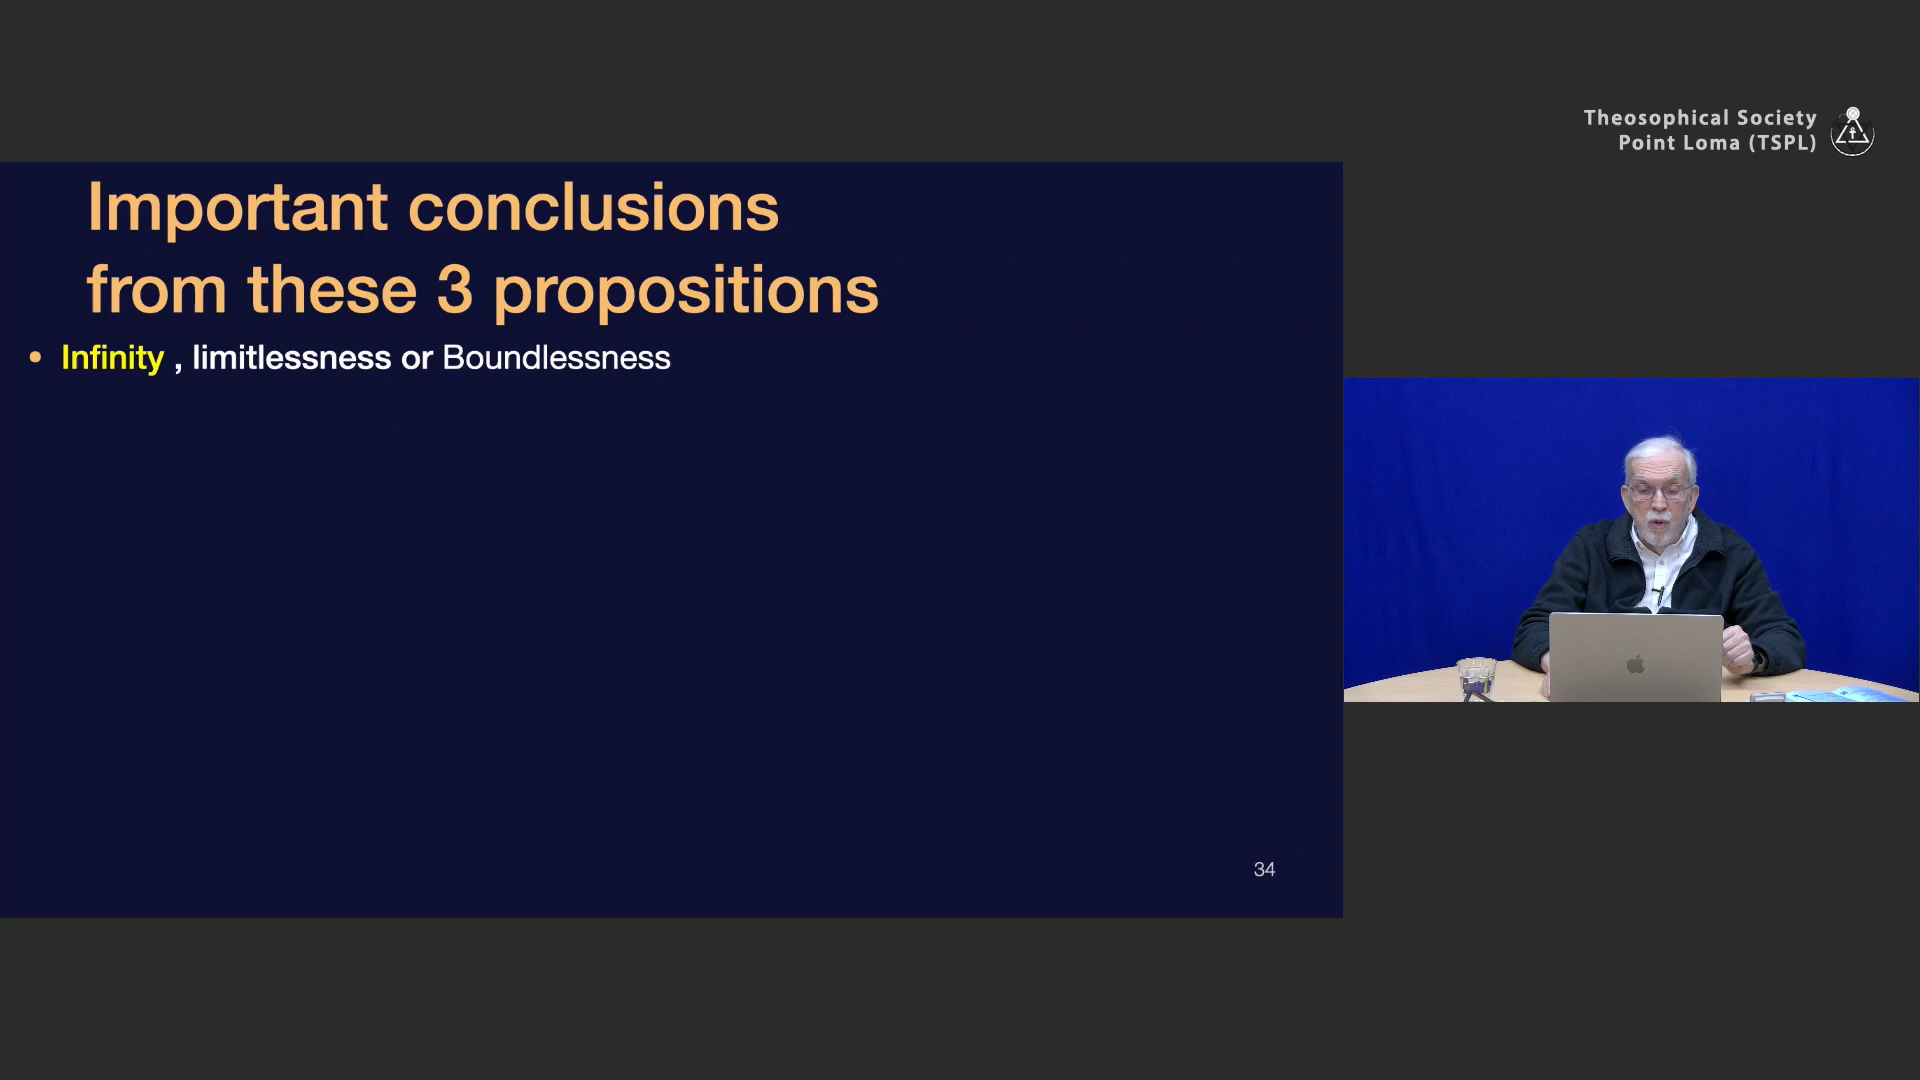 Theosophical Society
Point Loma (TSPL)
Important conclusions
from these 3 propositions
• Infinity , limitlessness or Boundlessness
34